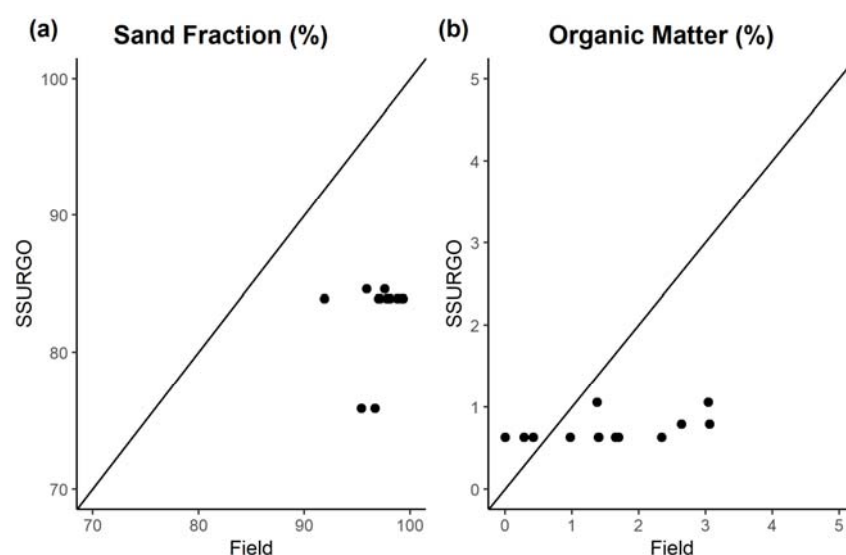 (a) Sand Fraction (%)
100
90
80
70
SSURGO
70 80 90 100
Field
(b) Organic Matter (%)
5
4
3
2
1
0
SSURGO
0 1 2 3 4 5
Field